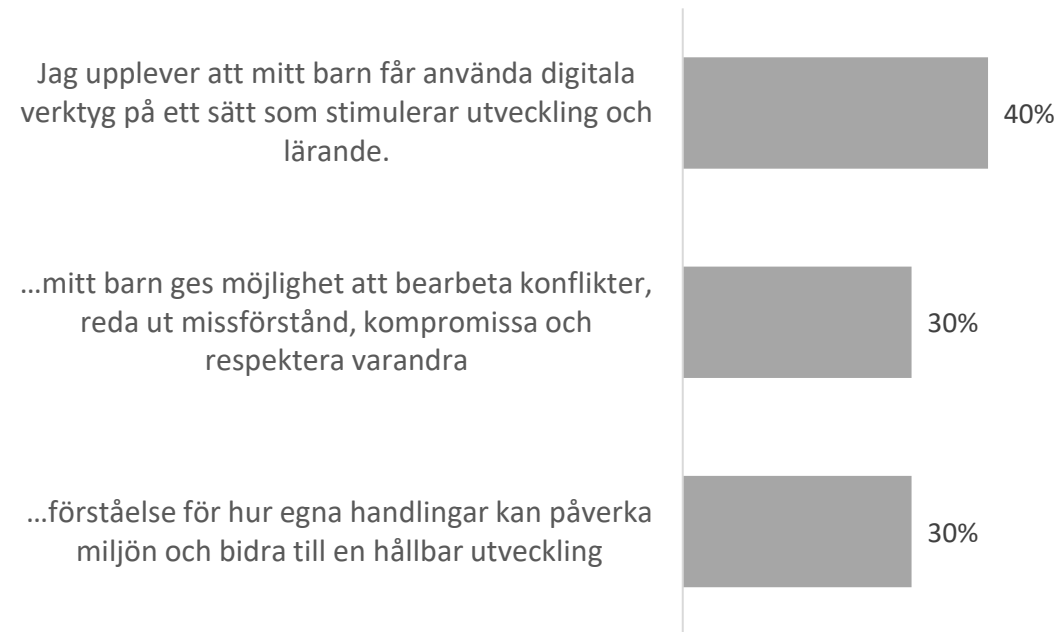 Jag upplever att mitt barn får använda digitala
verktyg på ett sätt som stimulerar utveckling och
lärande.
40%
…mitt barn ges möjlighet att bearbeta konflikter,
reda ut missförstånd, kompromissa och
respektera varandra
30%
…förståelse för hur egna handlingar kan påverka
miljön och bidra till en hållbar utveckling
30%